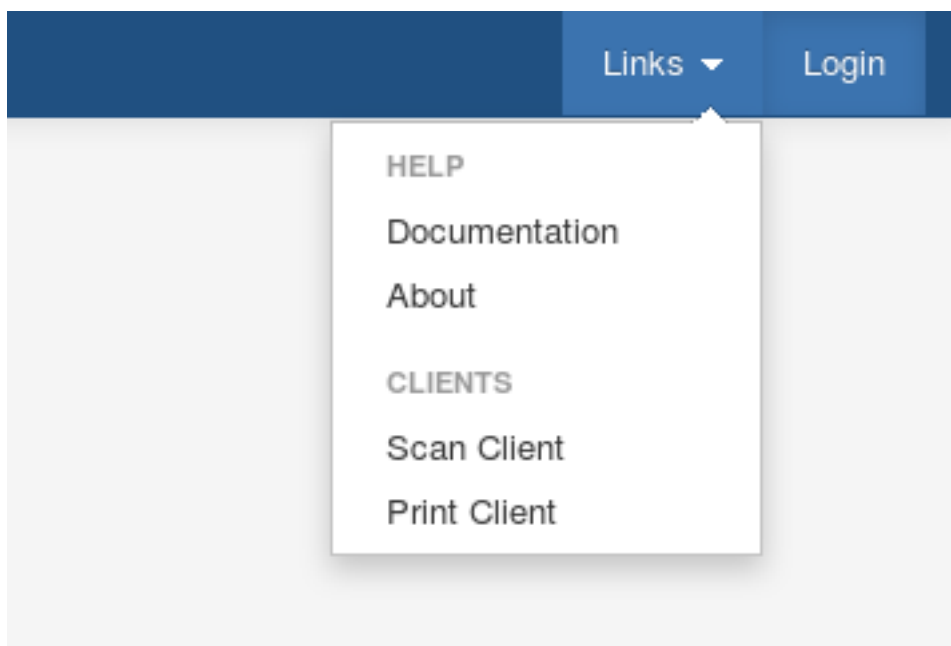 Links Login
HELP
Documentation
About
CLIENTS
Scan Client
Print Client